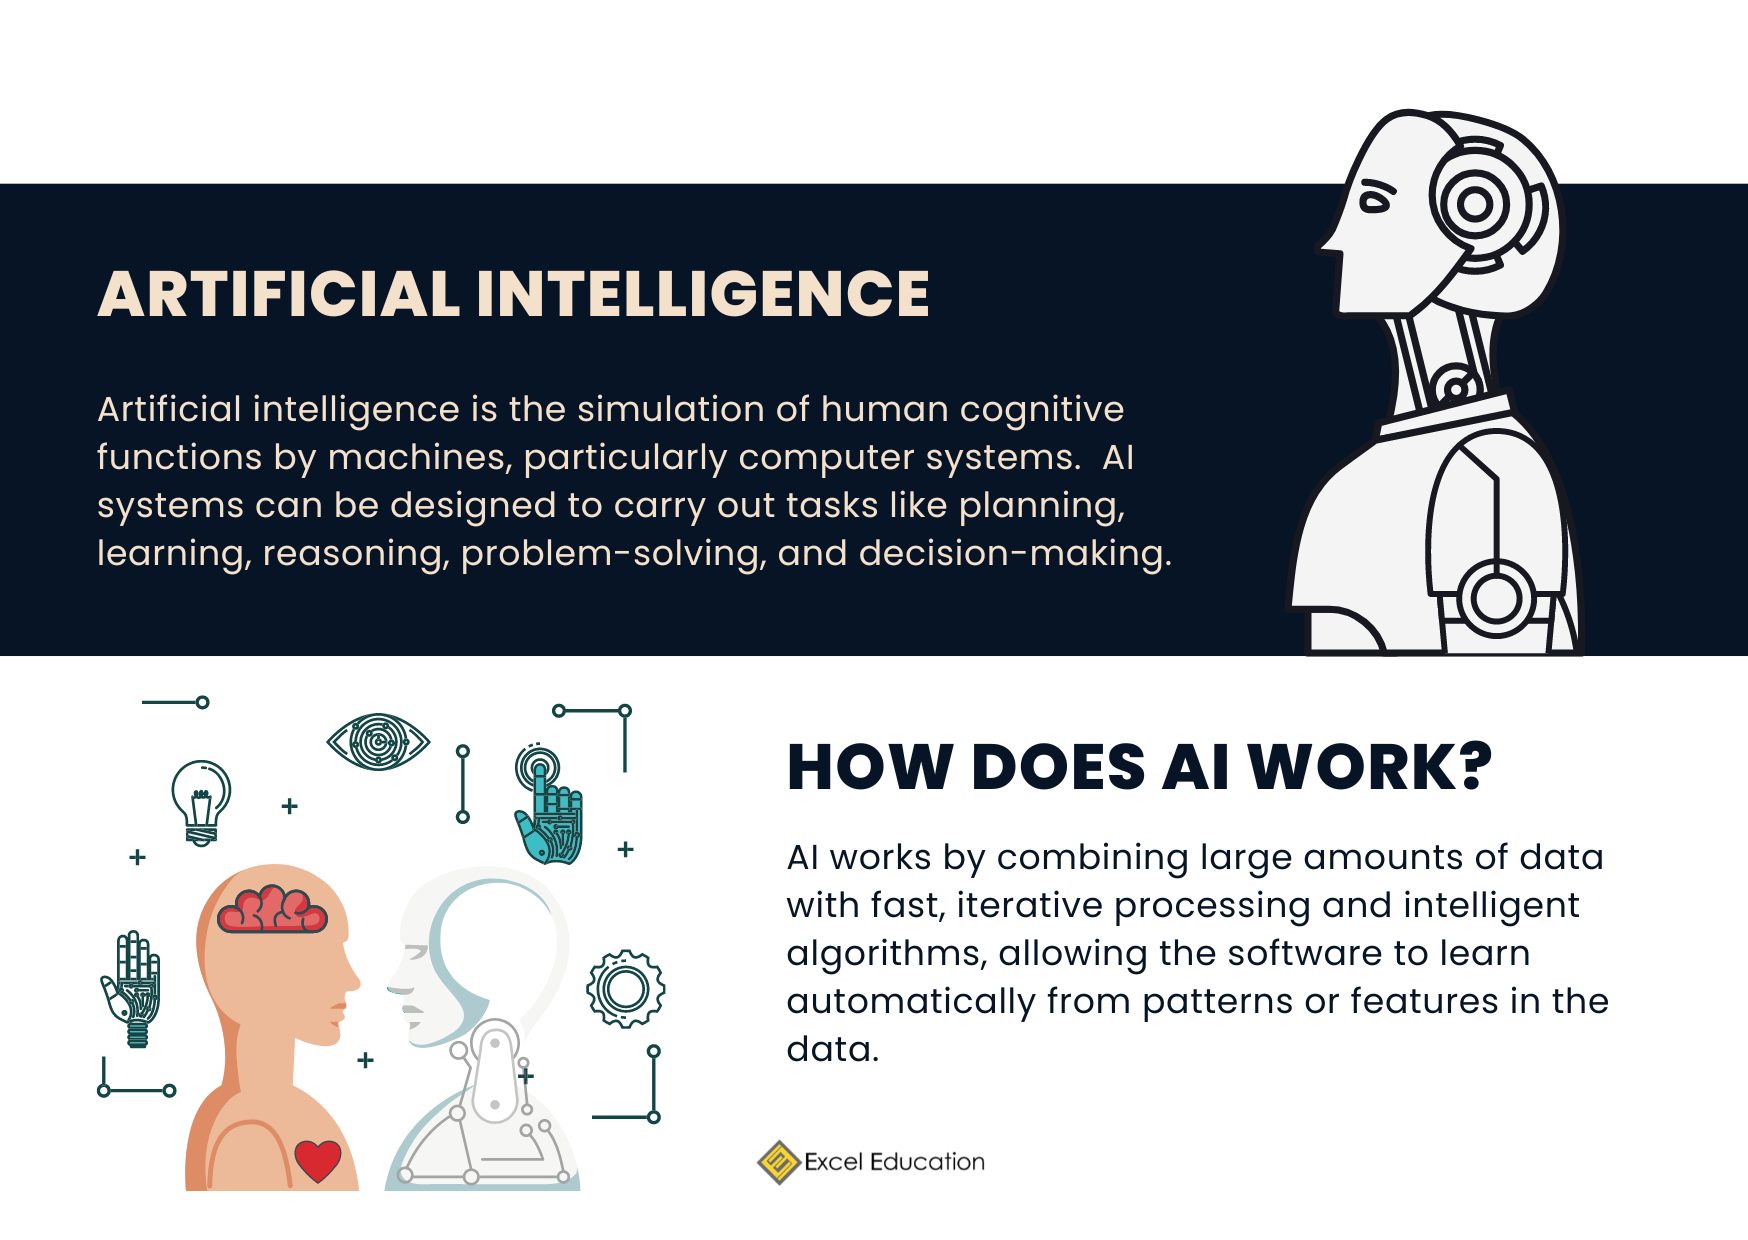 ARTIFICIAL INTELLIGENCE
Artificial intelligence is the simulation of human cognitive
functions by machines, particularly computer systems.  AI
systems can be designed to carry out tasks like planning,
learning, reasoning, problem-solving, and decision-making.
HOW DOES AI WORK?
AI works by combining large amounts of data
with fast, iterative processing and intelligent
algorithms, allowing the software to learn
automatically from patterns or features in the
data.
Excel Education